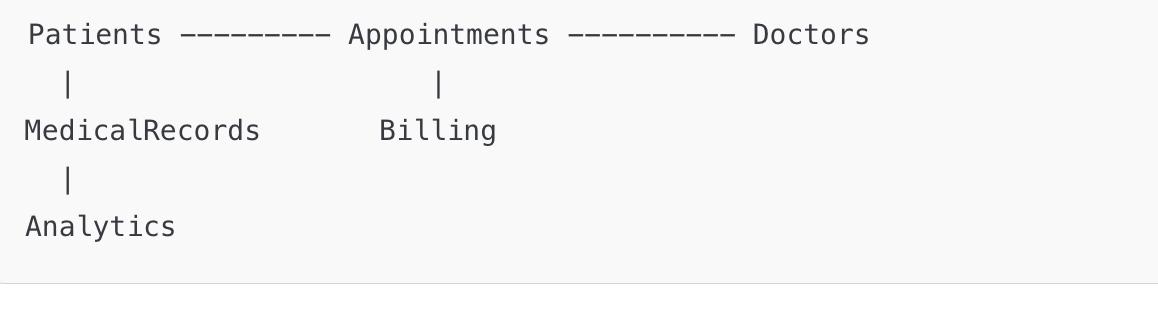 Patients --------- Appointments ---------- Doctors
|                      |
MedicalRecords       Billing
|
Analytics